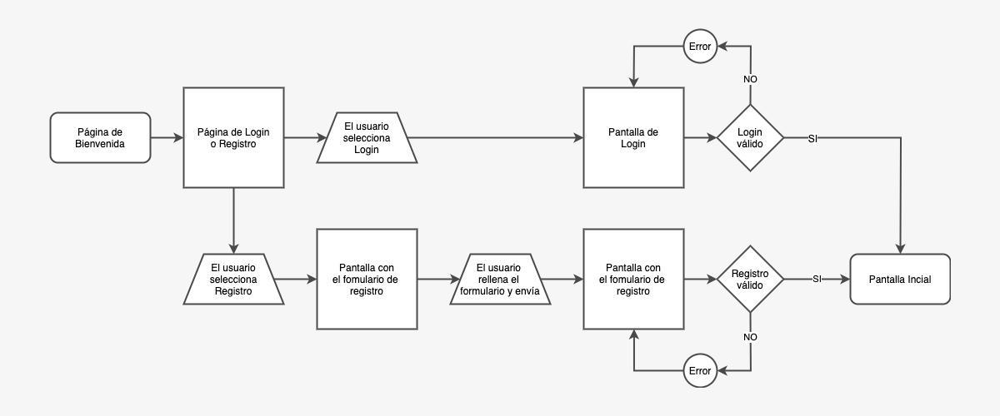 Error
NO
Página de
Bienvenida
Página de Login
o Registro
El usuario
selecciona
Login
Pantalla de
Login
Login
válido
SI
El usuario
selecciona
Registro
Pantalla con
el fomulario de
registro
El usuario
rellena el
formulario y envía
Pantalla con
el fomulario de
registro
Registro
válido
SI
Pantalla Incial
NO
Error